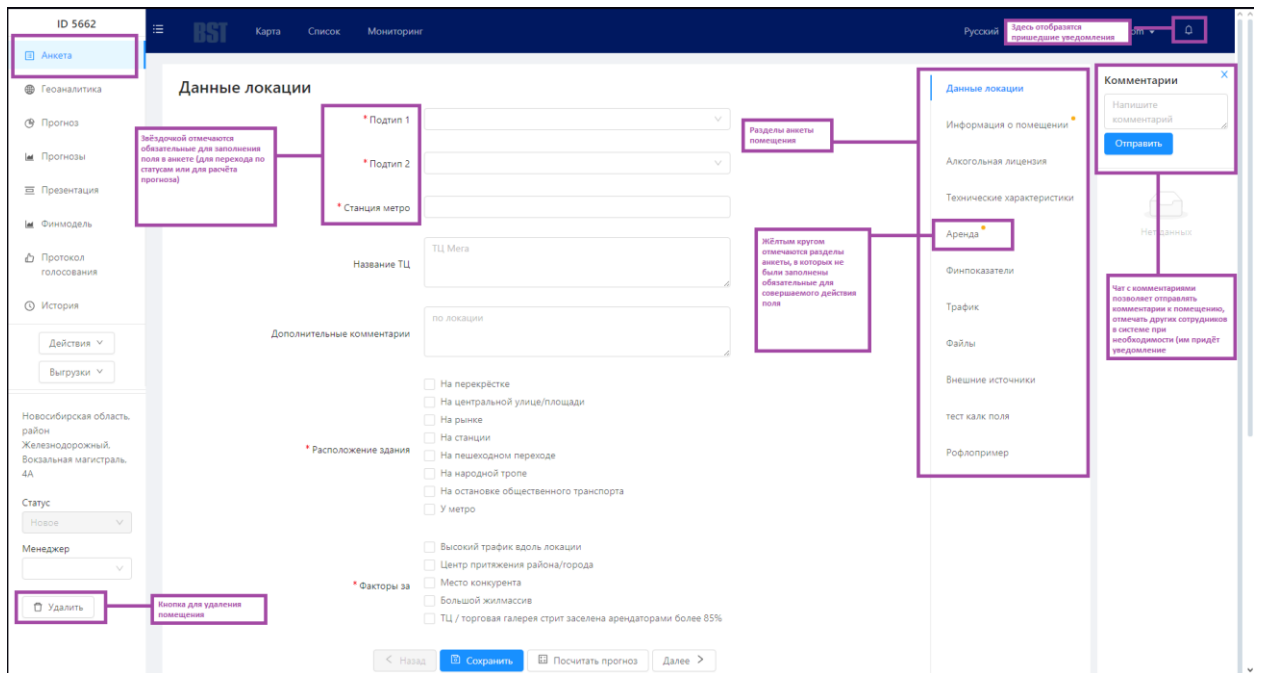 ID 5662
BST
Карта
Список
Мониторинг
Русский
Здесь отобразятся
пришедшие уведомления
om
Анкета
Геоаналитика
Прогноз
Прогнозы
Презентация
Финмодель
Протокол
голосования
История
Действия
Выгрузки
Новосибирская область,
район
Железнодорожный,
Вокзальная магистраль,
4А
Статус
Новое
Менеджер
Удалить
Кнопка для удаления
помещения
Звёздочкой отмечаются
обязательные для заполнения
поля в анкете (для перехода по
статусам или для расчёта
прогноза)
Данные локации
* Подтип 1
* Подтип 2
* Станция метро
Название ТЦ
ТЦ Мега
Дополнительные комментарии
по локации
* Расположение здания
На перекрёстке
На центральной улице/площади
На рынке
На станции
На пешеходном переходе
На народной тропе
На остановке общественного транспорта
У метро
* Факторы за
Высокий трафик вдоль локации
Центр притяжения района/города
Место конкурента
Большой жилмассив
ТЦ / торговая галерея стрит заселена арендаторами более 85%
Назад
Сохранить
Посчитать прогноз
Далее
Разделы анкеты
помещения
Жёлтым кругом
отмечаются разделы
анкеты, в которых не
были заполнены
обязательные для
совершаемого действия
поля
Данные локации
Информация о помещении
Алкогольная лицензия
Технические характеристики
Аренда
Финпоказатели
Трафик
Файлы
Внешние источники
тест калк поля
Рофлопример
Комментарии
X
Напишите
комментарий
Отправить
Нет данных
Чат с комментариями
позволяет отправлять
комментарии к помещению,
отмечать других сотрудников
в системе при
необходимости (им придёт
уведомление